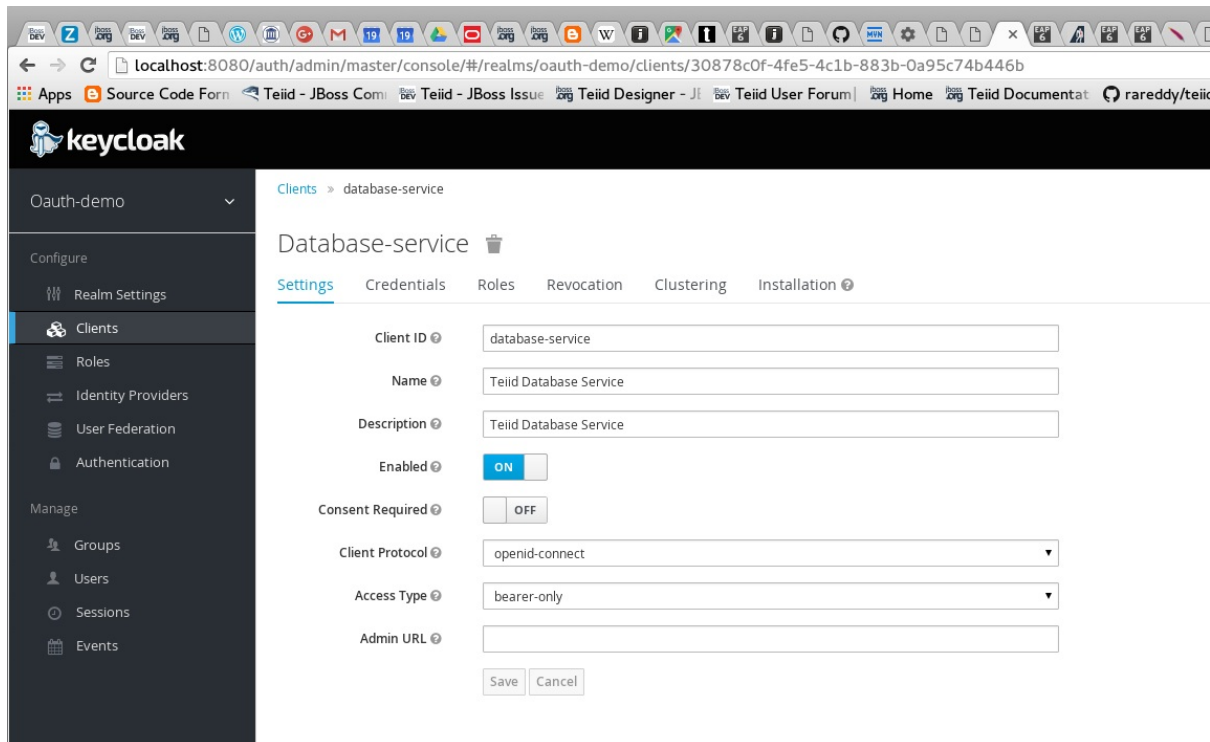 localhost:8080/auth/admin/master/console/#/realms/oauth-demo/clients/30878c0f-4fe5-4c1b-883b-0a95c74b446b
Apps Source Code Forn Teiid - JBoss Com Teiid - JBoss Issue Teiid Designer - J Teiid User Forum Home Teiid Documentat rareddy/teiid
keycloak
Oauth-demo
Clients » database-service
Database-service
Configure
Settings Credentials Roles Revocation Clustering Installation
Realm Settings
Clients
Roles
Identity Providers
User Federation
Authentication
Manage
Groups
Users
Sessions
Events
Client ID database-service
Name Teiid Database Service
Description Teiid Database Service
Enabled ON
Consent Required OFF
Client Protocol openid-connect
Access Type bearer-only
Admin URL
Save Cancel